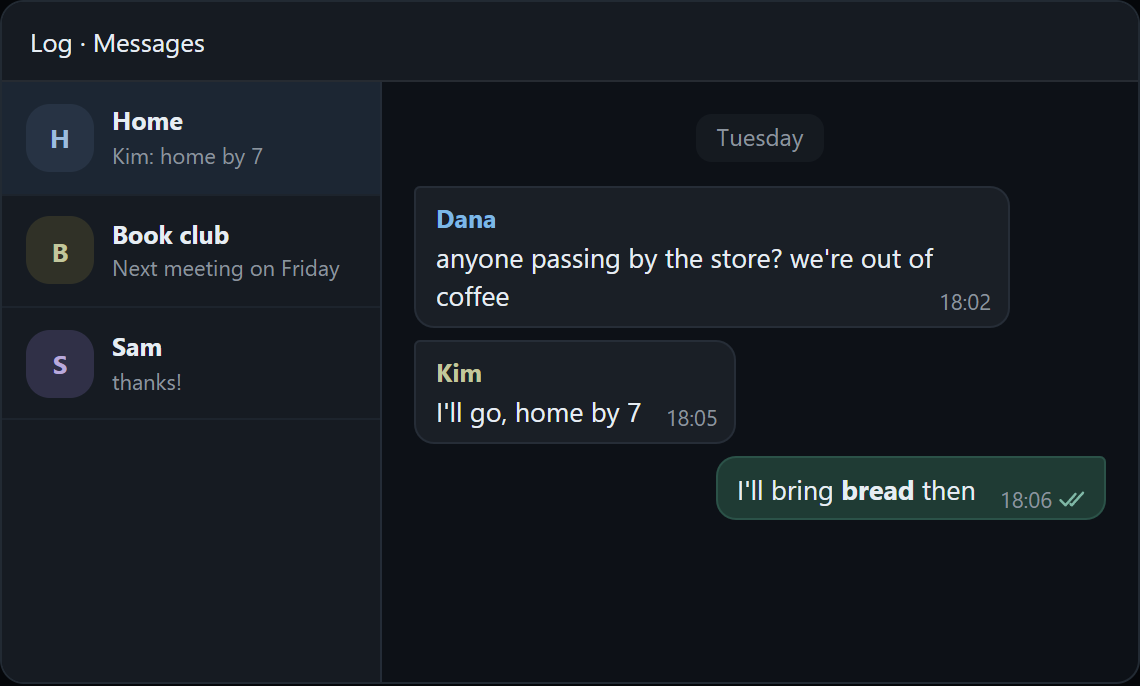 Log · Messages
H
Home
Kim: home by 7
B
Book club
Next meeting on Friday
S
Sam
thanks!
Tuesday
Dana
anyone passing by the store? we're out of
coffee
18:02
Kim
I'll go, home by 7 18:05
I'll bring bread then 18:06